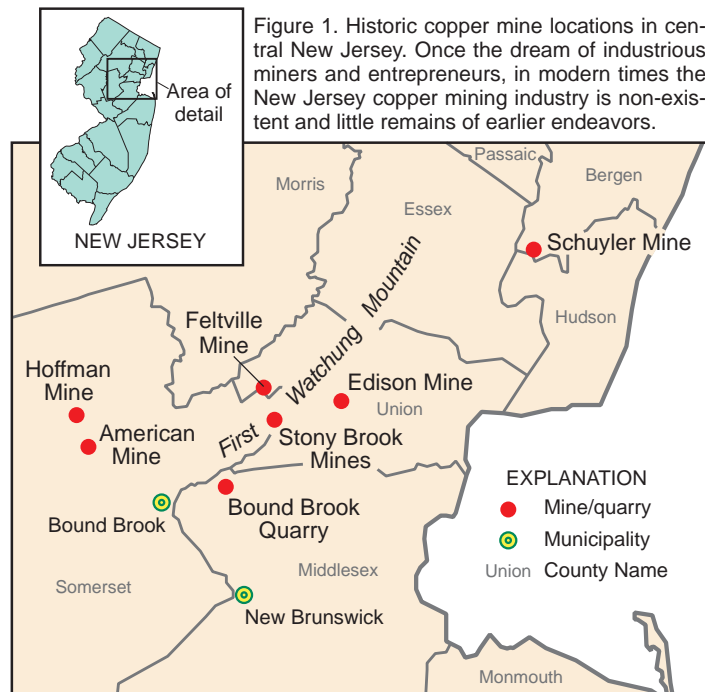 Figure 1. Historic copper mine locations in cen-
tral New Jersey. Once the dream of industrious
miners and entrepreneurs, in modern times the
New Jersey copper mining industry is non-exis-
tent and little remains of earlier endeavors.
Area of
detail
NEW JERSEY
Passaic
Bergen
Morris
Essex
Schuyler Mine
Hudson
First Watchung Mountain
Feltville
Mine
Hoffman
Mine
Edison Mine
Union
American
Mine
Stony Brook
Mines
Bound Brook
Bound Brook
Quarry
Somerset
Middlesex
New Brunswick
Monmouth
EXPLANATION
Mine/quarry
Municipality
Union County Name